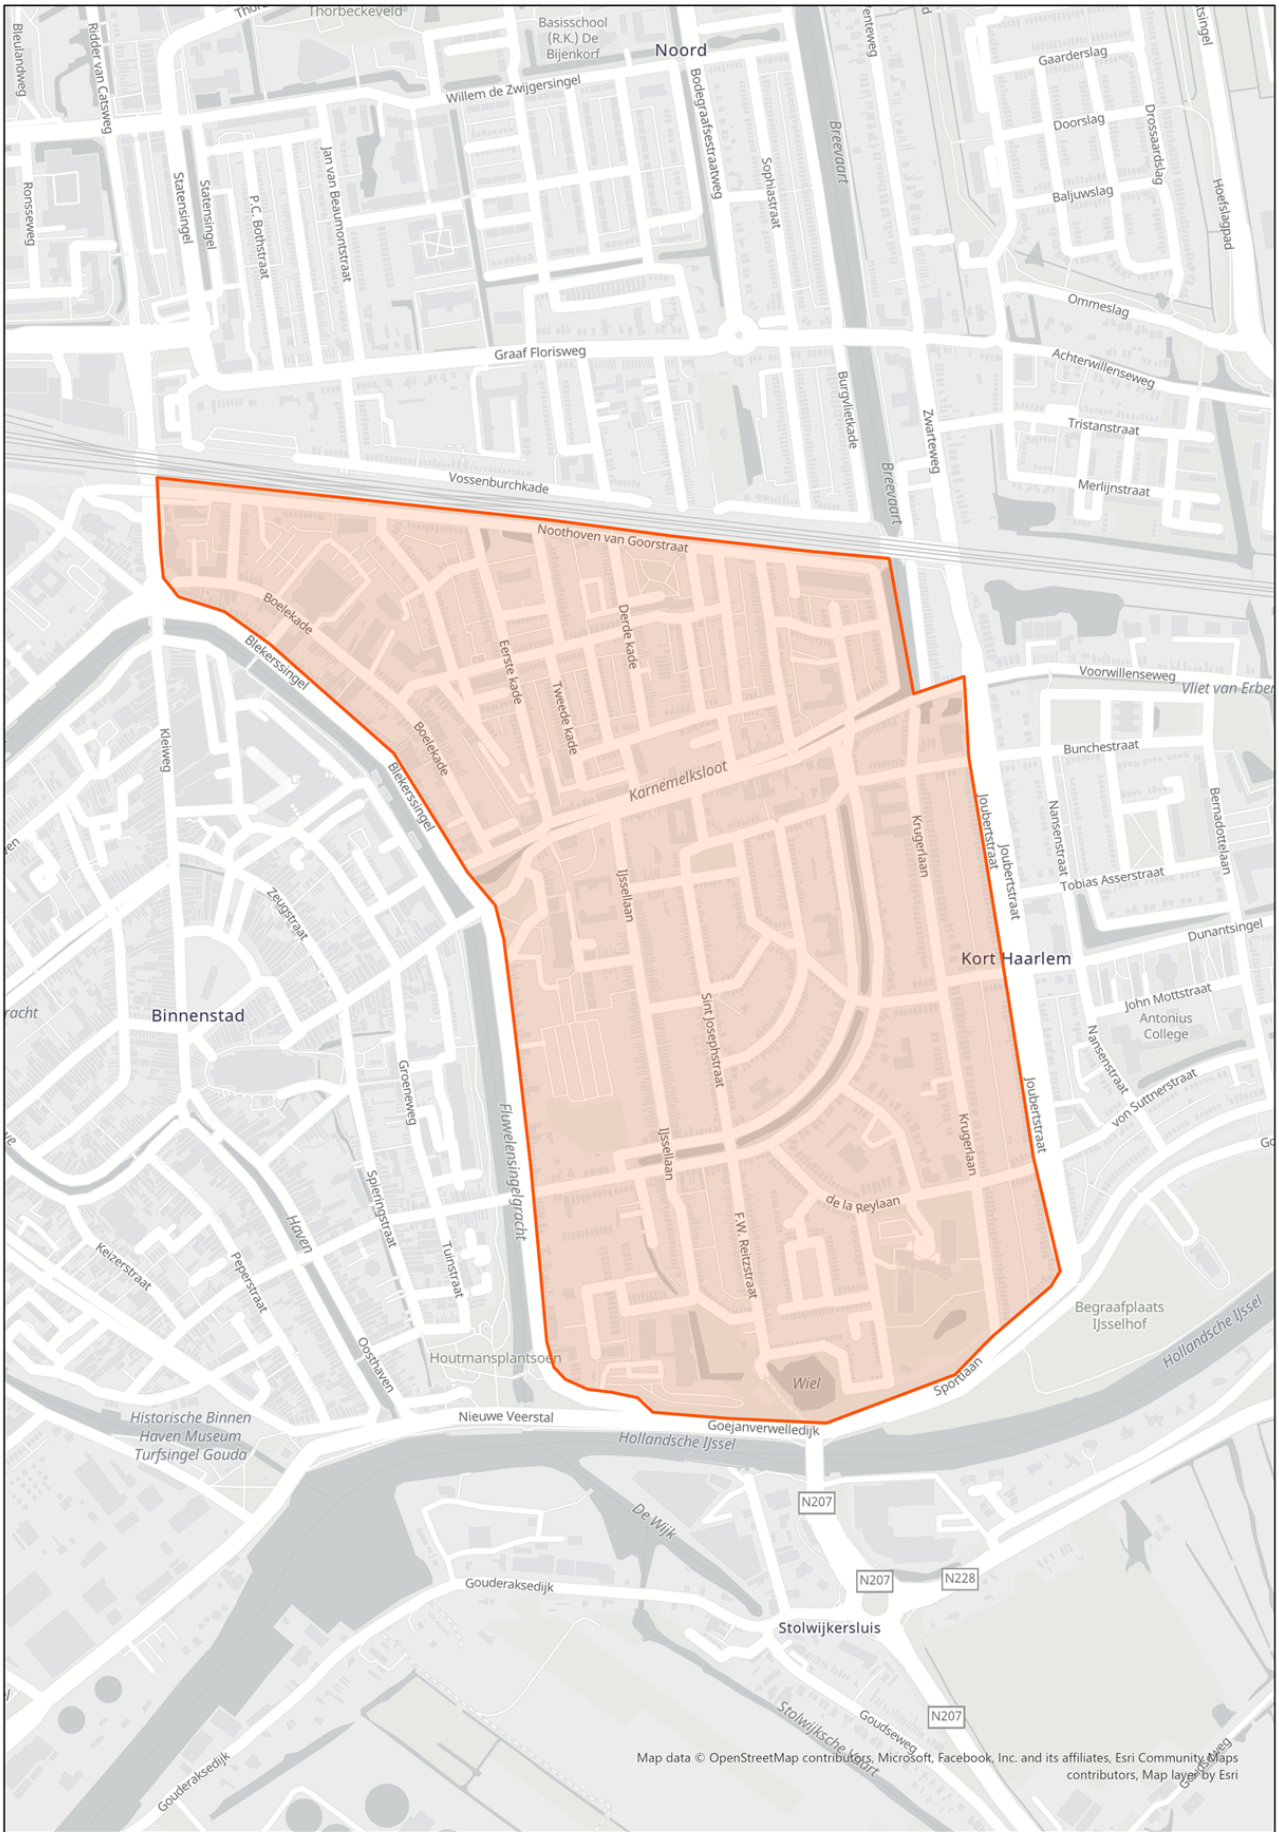 Thorbeckeveld
Basisschool
(R.K.) De
Bijenkorf
Noord
Bleulandweg
Ridder van Catsweg
Willem de Zwijgersingel
Bodegraafsestraatweg
Gaarderslag
Doorslag
Drossaardslag
Baljuwslag
Hoefslagpad
Breevaart
Sophiastraat
Jan van Beaumontstraat
Statensingel
Statensingel
P.C. Bothstraat
Ronsseweg
Ommeslag
Graaf Florisweg
Achterwillenseweg
Burgvlietkade
Zwarteweg
Tristanstraat
Merlijnstraat
Breevaart
Vossenburchkade
Noothoven van Goorstraat
Boelekade
Derde kade
Blekerssingel
Eerste kade
Tweede kade
Voorwillenseweg
Vliet van Erber
Kleiweg
Boelekade
Blekerssingel
Karnemelksloot
Bunchestraat
Joubertstraat
Nansenstraat
Bernadottelaan
Krugerlaan
Joubertstraat
Tobias Asserstraat
IJssellaan
Zeugstraat
Dunantsingel
Kort Haarlem
John Mottstraat
Antonius
College
Binnenstad
racht
Sint Josephstraat
Nansenstraat
von Suttnerstraat
Groeneweg
Fluwelensingelgracht
Joubertstraat
IJssellaan
Krugerlaan
Spieringstraat
de la Reylaan
Haven
F.W. Reitzstraat
Keizerstraat
Peperstraat
Tuinstraat
Begraafplaats
IJsselhof
Hollandsche IJssel
Oosthaven
Houtmansplantsoen
Wiel
Sportlaan
Historische Binnen
Haven Museum
Turfsingel Gouda
Nieuwe Veerstal
Goejanverwelledijk
Hollandsche IJssel
N207
De Wijk
N207
N228
Gouderaksedijk
Stolwijkersluis
N207
Stolwijksche Vaart
Goudseweg
Goudseweg
Gouderaksedijk
Map data © OpenStreetMap contributors, Microsoft, Facebook, Inc. and its affiliates, Esri Community Maps
contributors, Map layer by Esri